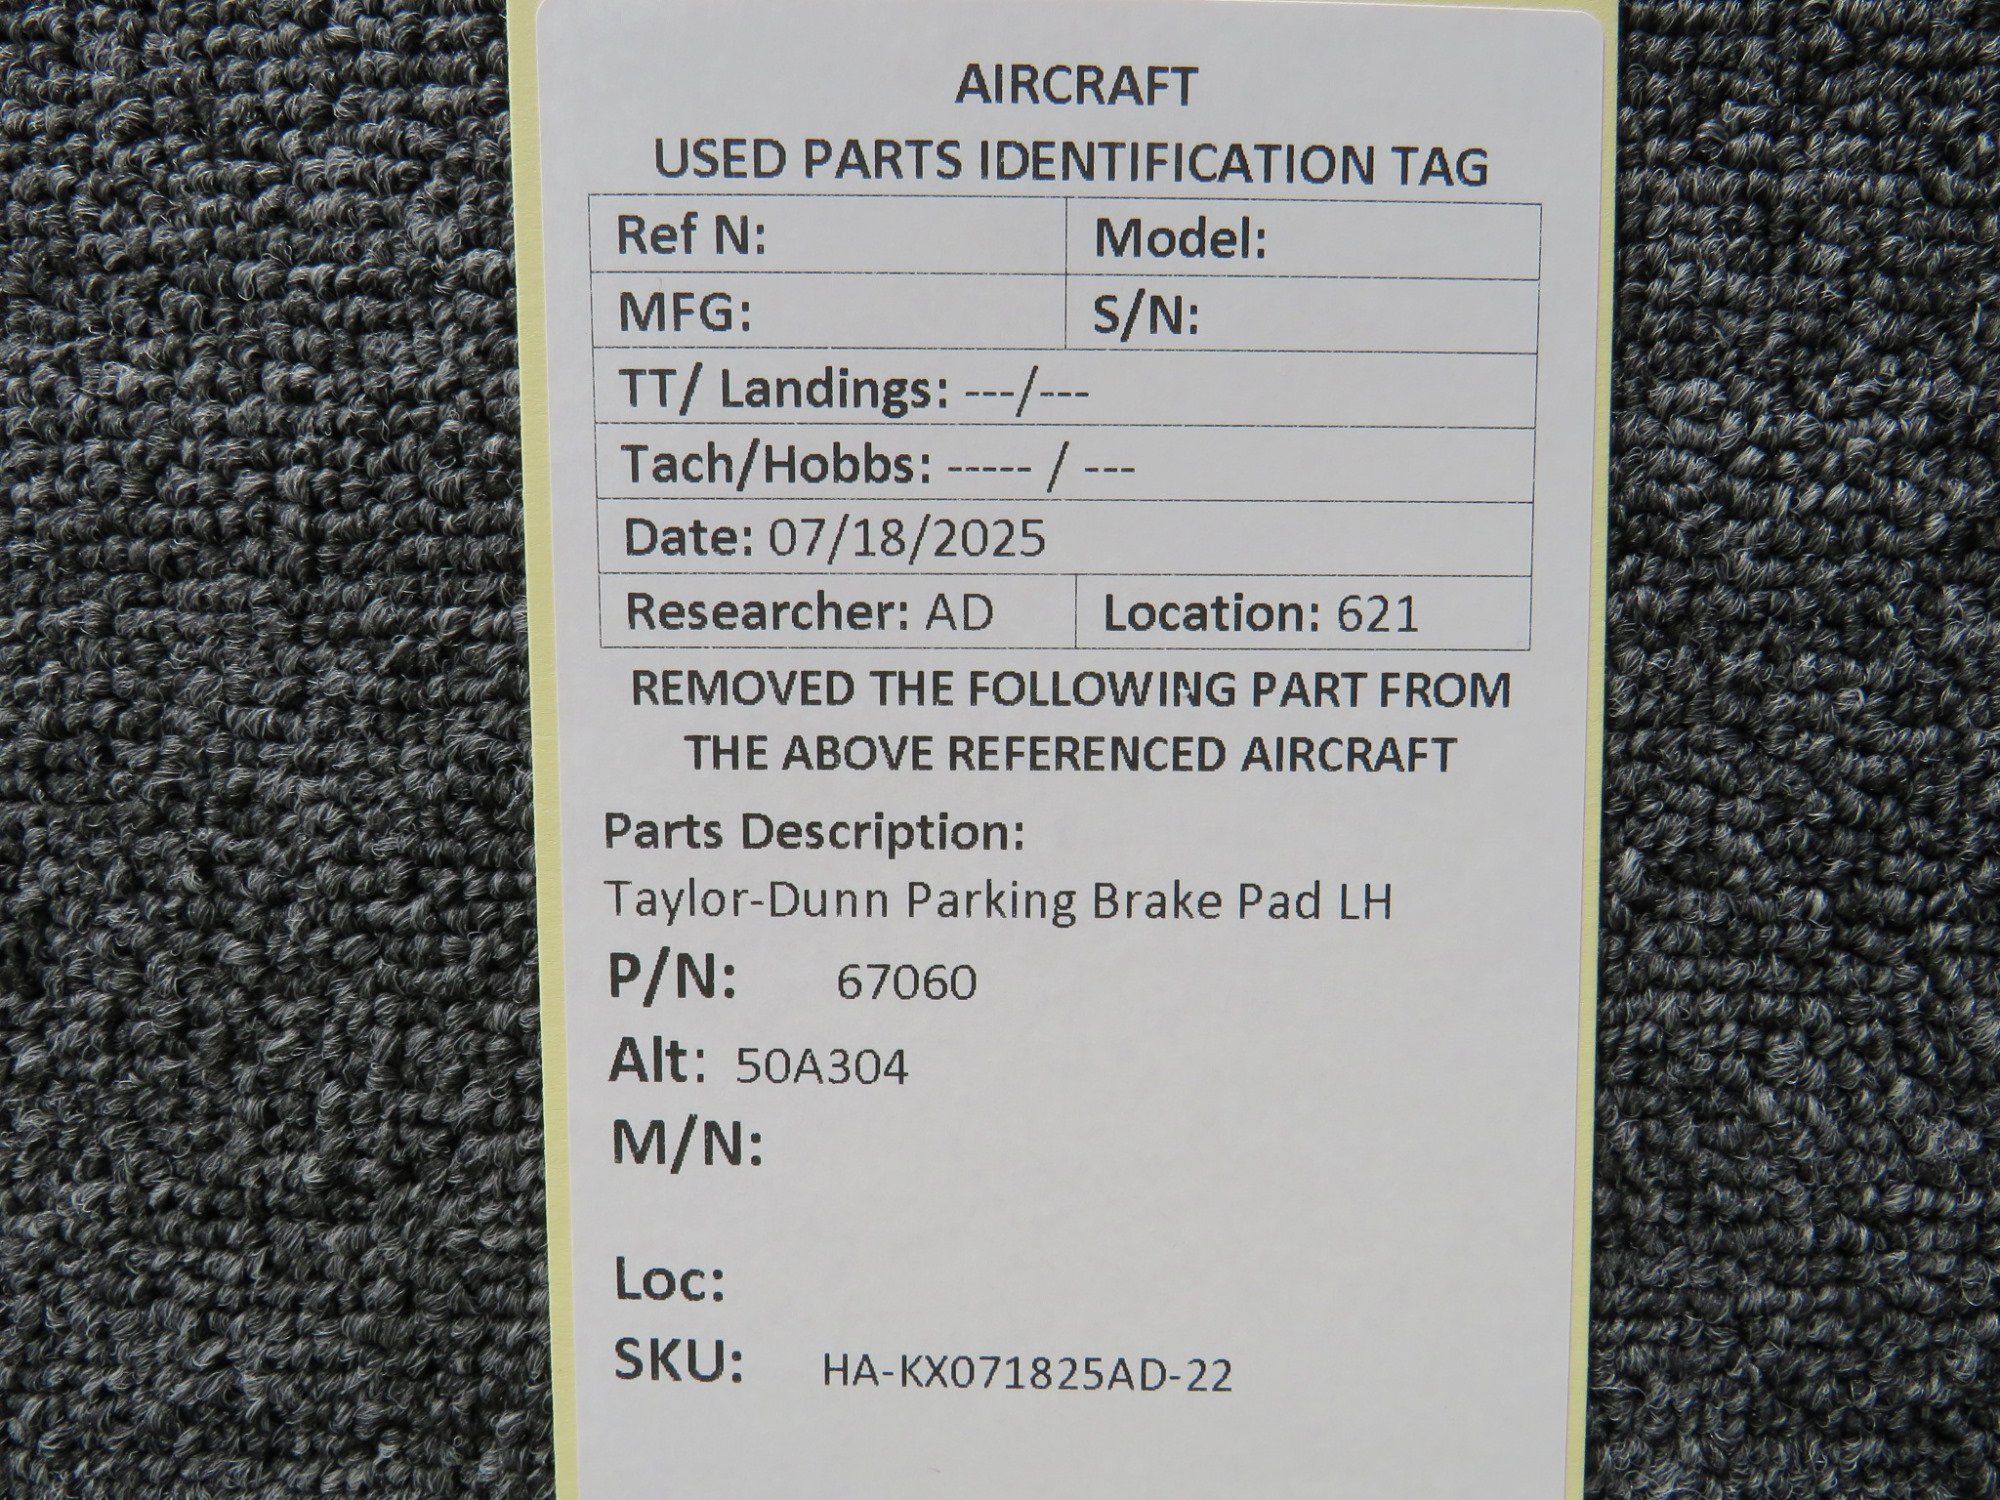 AIRCRAFT
USED PARTS IDENTIFICATION TAG
Ref N: Model:
MFG: S/N:
TT/ Landings: ---/---
Tach/Hobbs: ----- / ---
Date: 07/18/2025
Researcher: AD Location: 621
REMOVED THE FOLLOWING PART FROM
THE ABOVE REFERENCED AIRCRAFT
Parts Description:
Taylor-Dunn Parking Brake Pad LH
P/N: 67060
Alt: 50A304
M/N:
Loc:
SKU: HA-KX071825AD-22